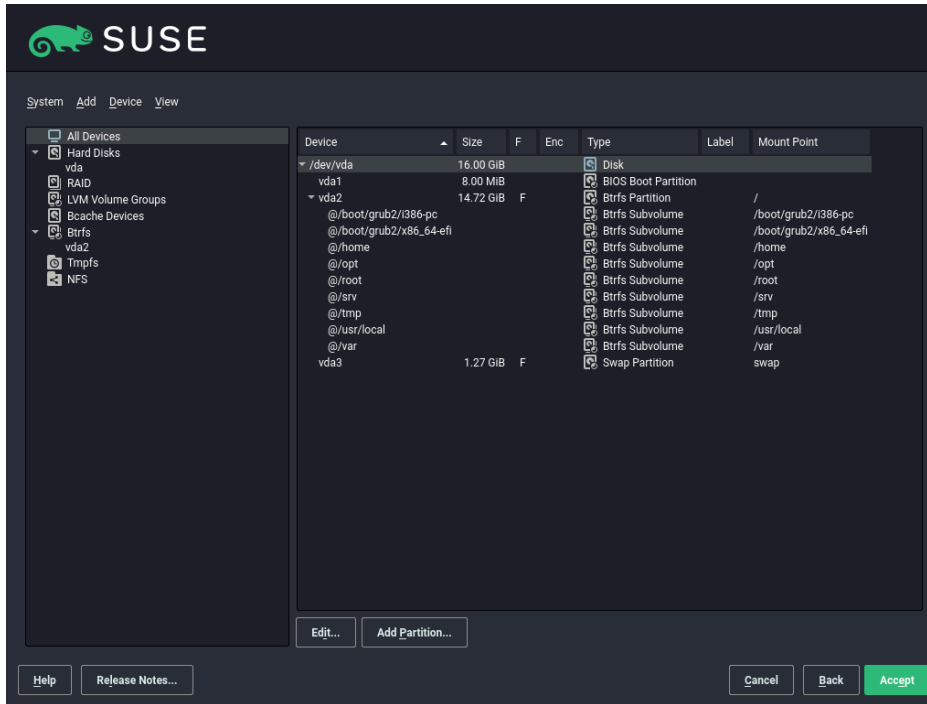 SUSE
System Add Device View
All Devices
Hard Disks
vda
RAID
LVM Volume Groups
Bcache Devices
Btrfs
vda2
Tmpfs
NFS
Device Size F Enc Type Label Mount Point
/dev/vda 16.00 GiB Disk
vda1 8.00 MiB BIOS Boot Partition
vda2 14.72 GiB F Btrfs Partition /
@/boot/grub2/i386-pc Btrfs Subvolume /boot/grub2/i386-pc
@/boot/grub2/x86_64-efi Btrfs Subvolume /boot/grub2/x86_64-efi
@/home Btrfs Subvolume /home
@/opt Btrfs Subvolume /opt
@/root Btrfs Subvolume /root
@/srv Btrfs Subvolume /srv
@/tmp Btrfs Subvolume /tmp
@/usr/local Btrfs Subvolume /usr/local
@/var Btrfs Subvolume /var
vda3 1.27 GiB F Swap Partition swap
Edit... Add Partition...
Help Release Notes... Cancel Back Accept